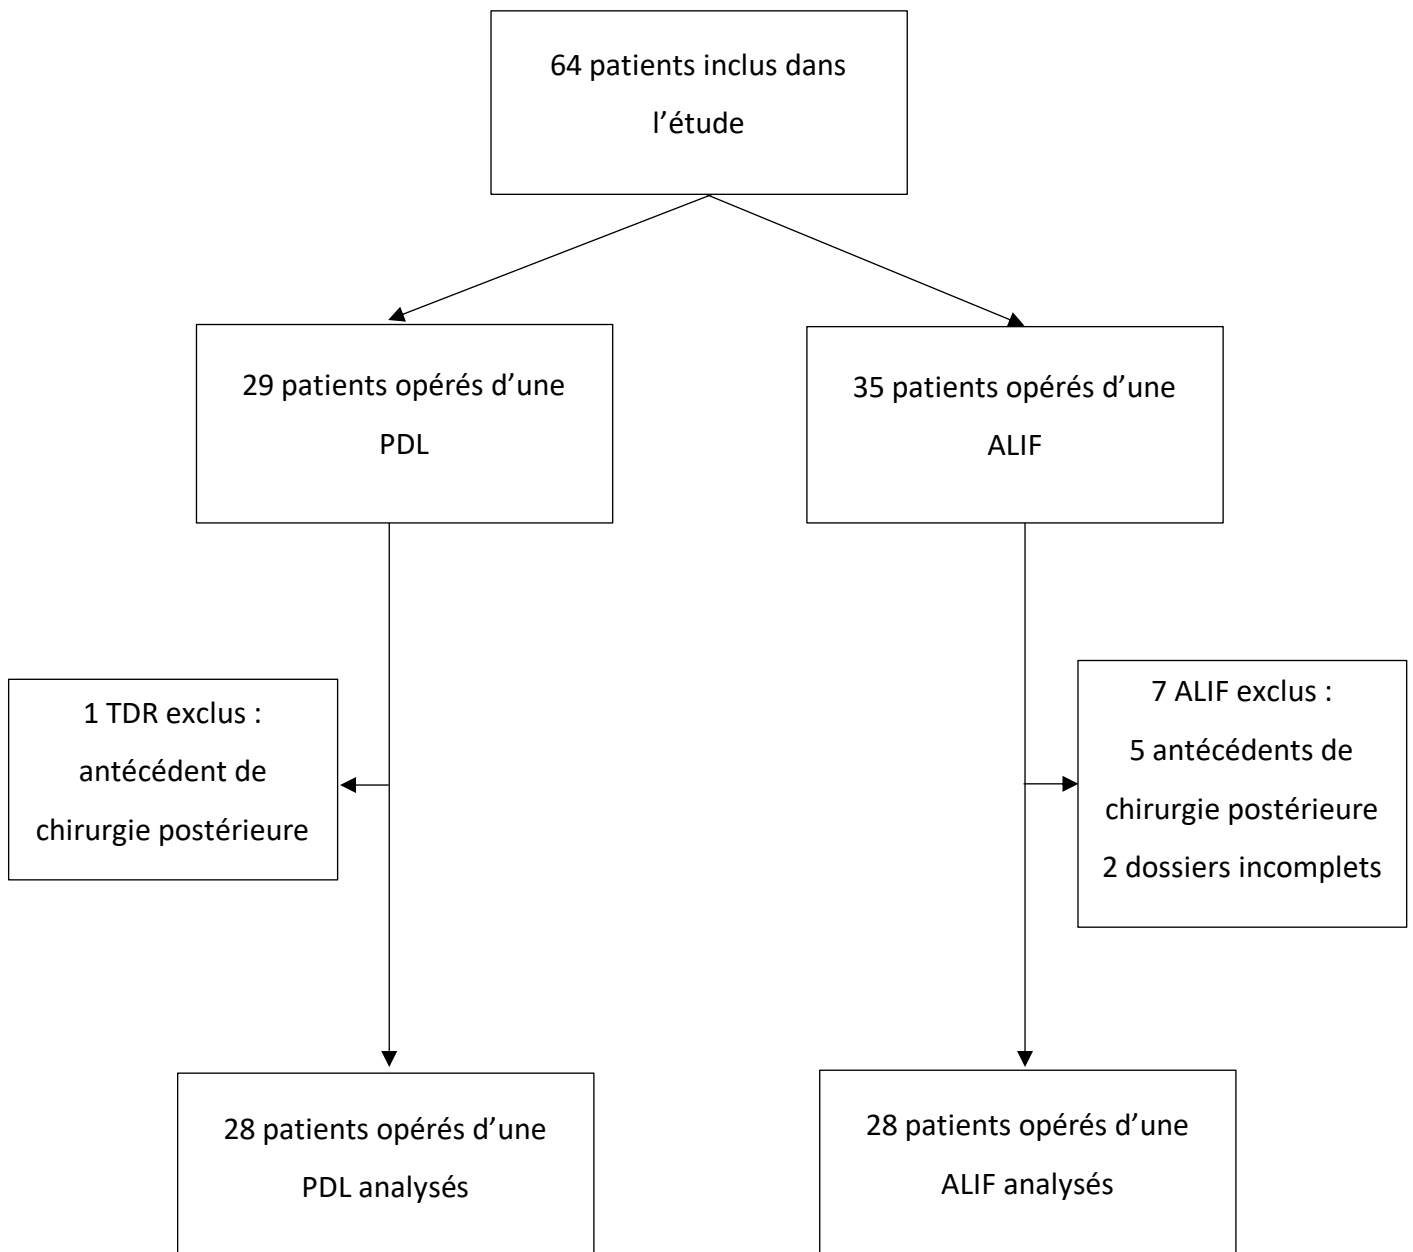 64 patients inclus dans
l’étude
29 patients opérés d’une
PDL
35 patients opérés d’une
ALIF
1 TDR exclus :
antécédent de
chirurgie postérieure
7 ALIF exclus :
5 antécédents de
chirurgie postérieure
2 dossiers incomplets
28 patients opérés d’une
PDL analysés
28 patients opérés d’une
ALIF analysés